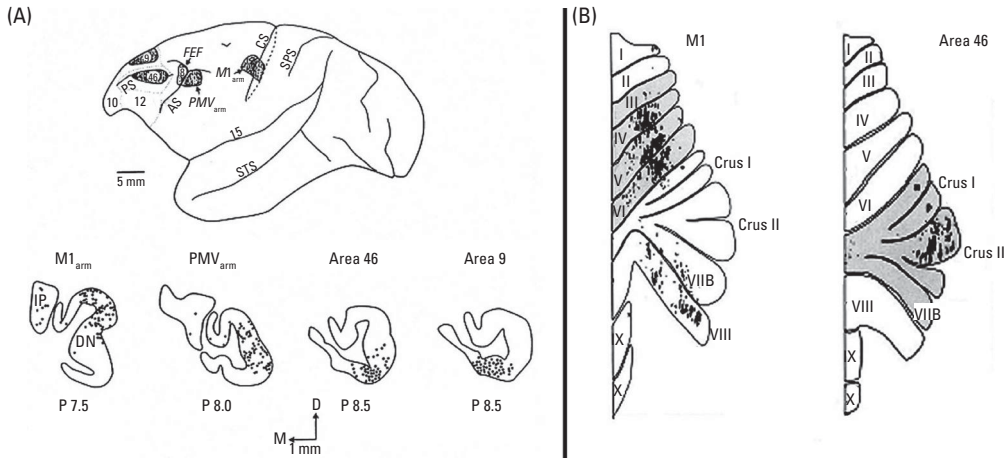 (A)
(B)
9
46
PS
10
12
AS
FEF
8
M1arm
PMVarm
CS
SPS
15
STS
5 mm
M1arm
PMVarm
Area 46
Area 9
IP
DN
P 7.5
P 8.0
P 8.5
P 8.5
D
M
1 mm
M1
I
II
III
IV
V
VI
Crus I
Crus II
VIIB
VIII
X
X
Area 46
I
II
III
IV
V
VI
Crus I
Crus II
VIII
VIIB
X
X